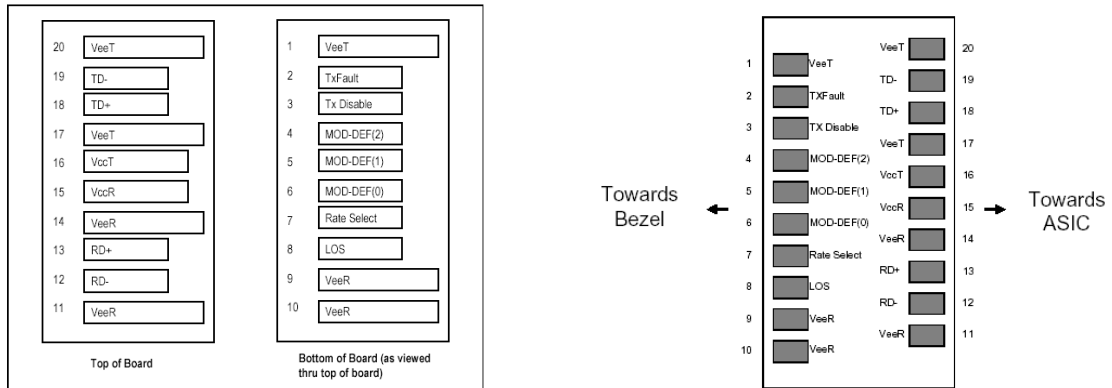 20 VeeT
19 TD-
18 TD+
17 VeeT
16 VccT
15 VccR
14 VeeR
13 RD+
12 RD-
11 VeeR
Top of Board
1 VeeT
2 TxFault
3 Tx Disable
4 MOD-DEF(2)
5 MOD-DEF(1)
6 MOD-DEF(0)
7 Rate Select
8 LOS
9 VeeR
10 VeeR
Bottom of Board (as viewed
thru top of board)
Towards
Bezel
1 VeeT
2 TXFault
3 TX Disable
4 MOD-DEF(2)
5 MOD-DEF(1)
6 MOD-DEF(0)
7 Rate Select
8 LOS
9 VeeR
10 VeeR
VeeT 20
TD- 19
TD+ 18
VeeT 17
VccT 16
VccR 15
VeeR 14
RD+ 13
RD- 12
VeeR 11
Towards
ASIC